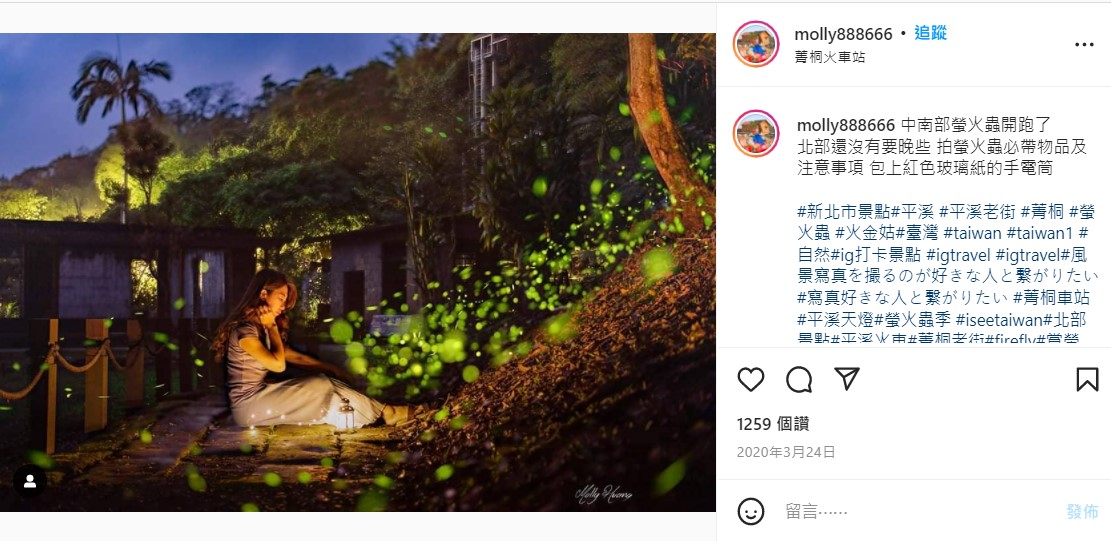 molly888666 • 追蹤
菁桐火車站
molly888666 中南部螢火蟲開跑了
北部還沒有要晚些 拍螢火蟲必帶物品及
注意事項 包上紅色玻璃紙的手電筒
#新北市景點#平溪 #平溪老街 #菁桐 #螢
火蟲 #火金姑#臺灣 #taiwan #taiwan1 #
自然#ig打卡景點 #igtravel #igtravel#風
景寫真を撮るのが好きな人と繋がりたい
#寫真好きな人と繋がりたい #菁桐車站
#平溪天燈#螢火蟲季 #iseetaiwan#北部
景點#平溪火車#菁桐老街#firefly#賞螢
1259 個讚
2020年3月24日
留言⋯⋯
發佈
Molly Huang